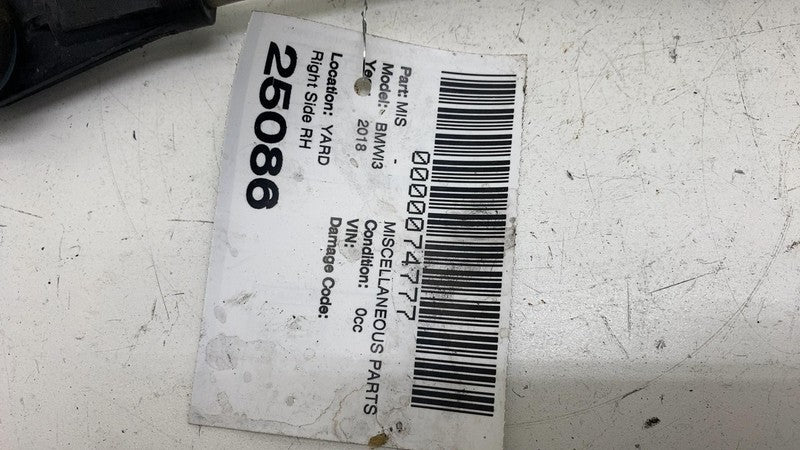 0000074777
Part: MIS - MISCELLANEOUS PARTS
Model: BMWI3 Condition: 0cc
2018 VIN:
Location: YARD Damage Code:
Right Side RH
25086